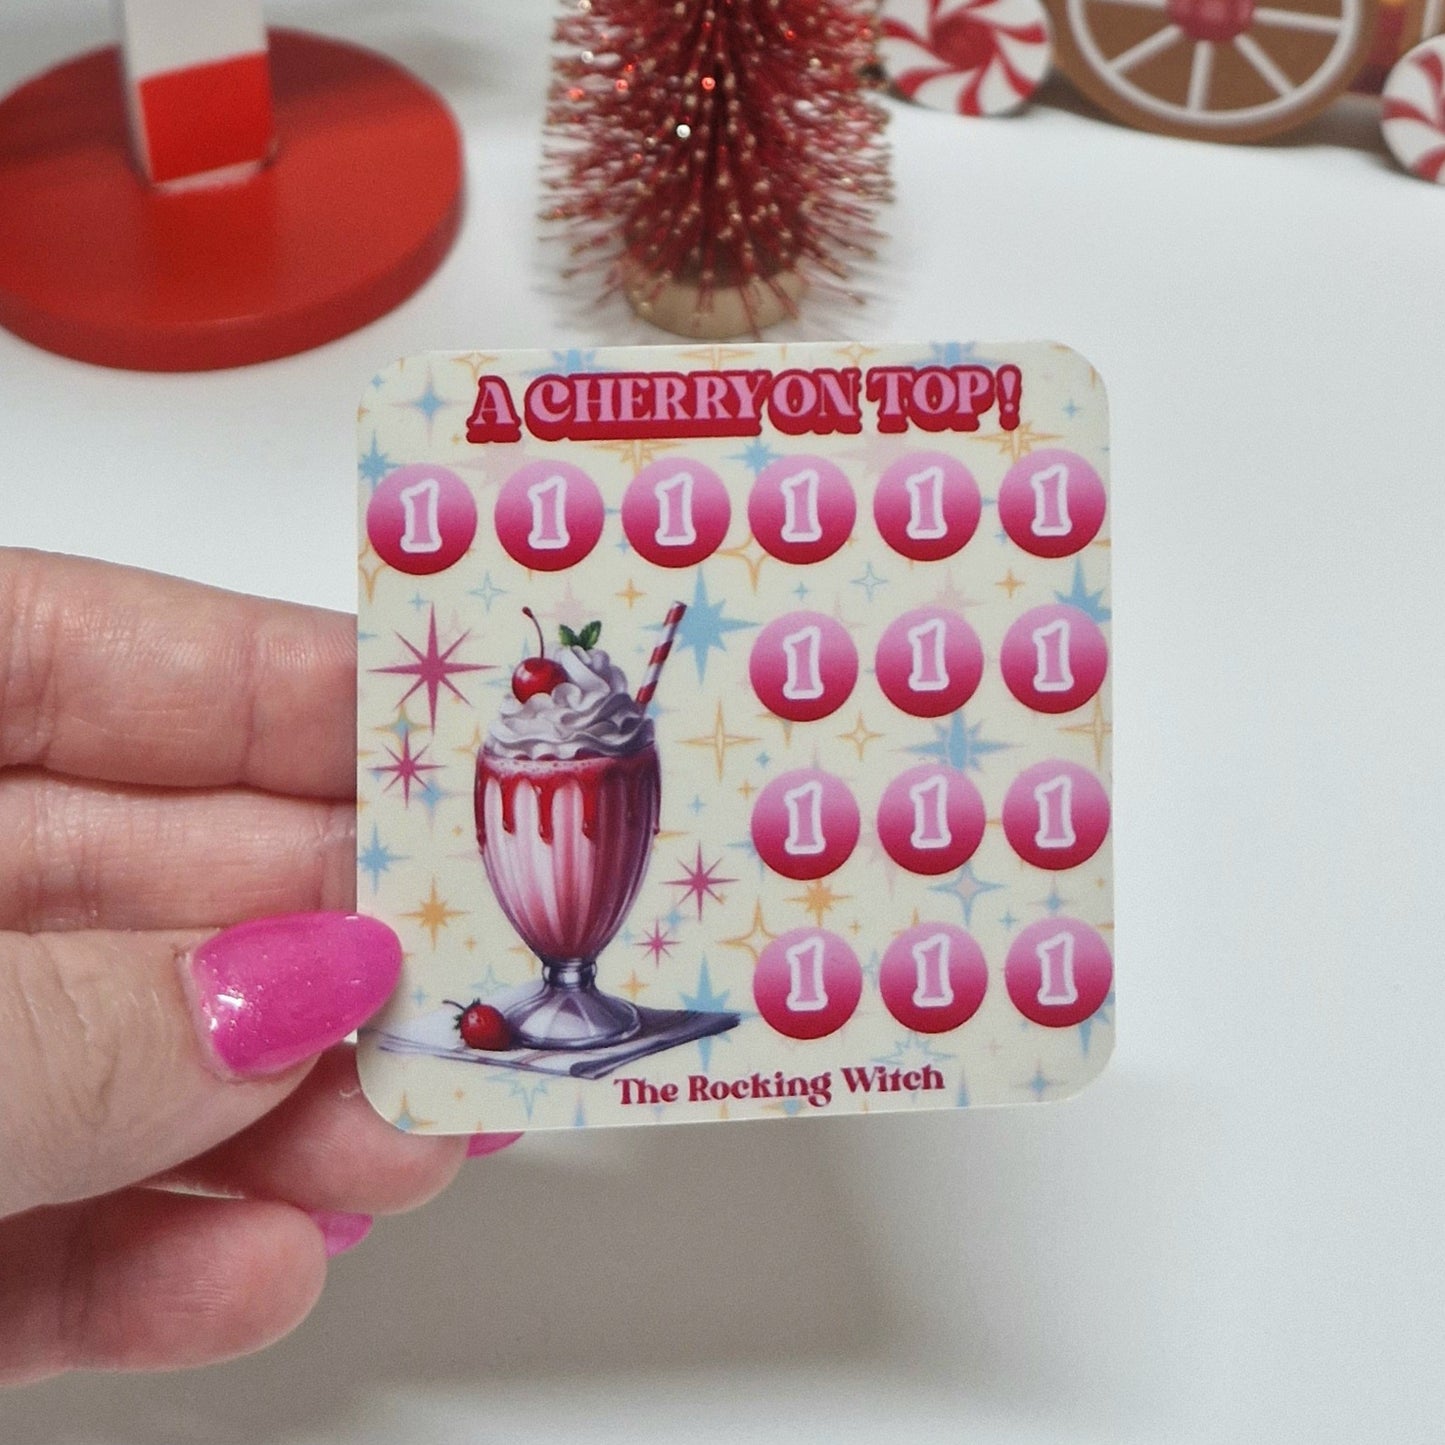 A CHERRY ON TOP!
1 1 1 1 1 1
1 1 1
1 1 1
1 1 1
The Rocking Witch